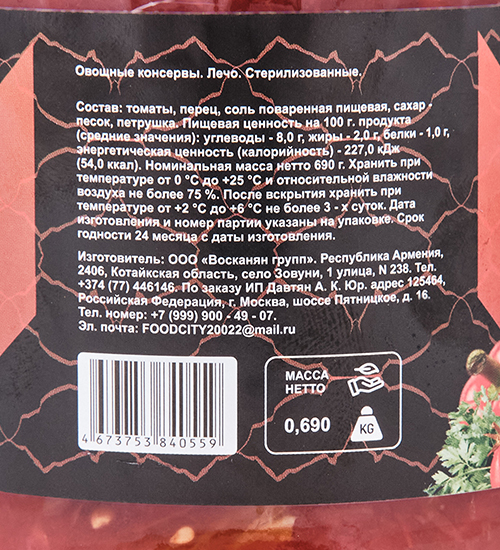 Овощные консервы. Лечо. Стерилизованные.
Состав: томаты, перец, соль поваренная пищевая, сахар -
песок, петрушка. Пищевая ценность на 100 г. продукта
(средние значения): углеводы - 8,0 г, жиры - 2,0 г, белки - 1,0 г,
энергетическая ценность (калорийность) - 227,0 кДж
(54,0 ккал). Номинальная масса нетто 690 г. Хранить при
температуре от 0 °С до +25 °С и относительной влажности
воздуха не более 75 %. После вскрытия хранить при
температуре от +2 °С до +6 °С не более 3 - х суток. Дата
изготовления и номер партии указаны на упаковке. Срок
годности 24 месяца с даты изготовления.
Изготовитель: ООО «Восканян групп». Республика Армения,
2406, Котайкская область, село Зовуни, 1 улица, N 238. Тел.
+374 (77) 446146. По заказу ИП Давтян А. К. Юр. адрес 125464,
Российская Федерация, г. Москва, шоссе Пятницкое, д. 16.
Тел. номер: +7 (999) 900 - 49 - 07.
Эл. почта: FOODCITY20022@mail.ru
МАССА
НЕТТО
0,690
KG
4 673753 840559